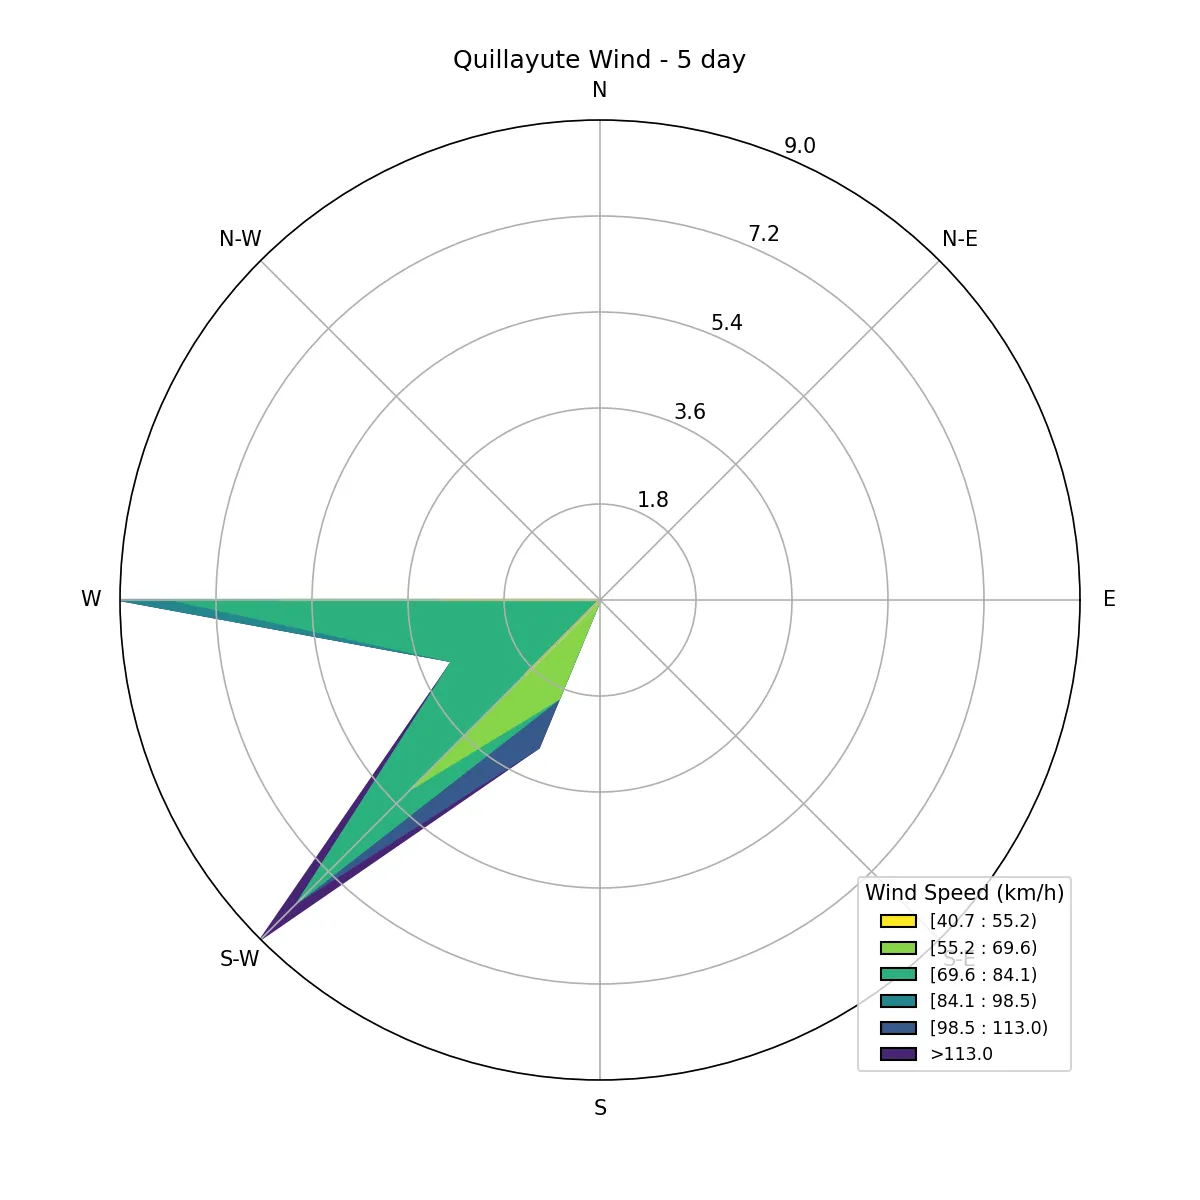 Quillayute Wind - 5 day
N
9.0
N-W
7.2
N-E
5.4
3.6
1.8
W
E
S-W
S-E
S
Wind Speed (km/h)
[40.7 : 55.2)
[55.2 : 69.6)
[69.6 : 84.1)
[84.1 : 98.5)
[98.5 : 113.0)
>113.0